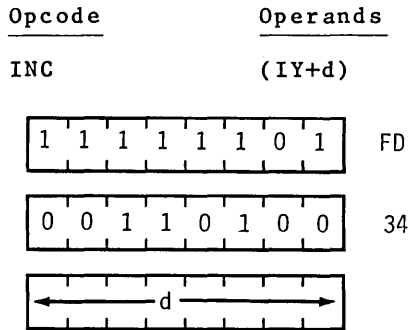 Opcode Operands
INC (IY+d)
1 1 1 1 1 1 0 1 FD
0 0 1 1 0 1 0 0 34
d